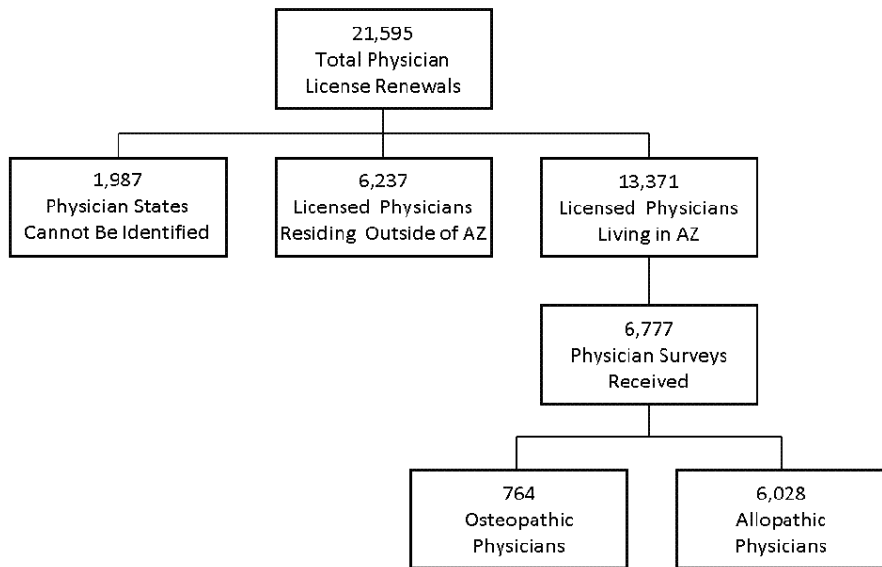 21,595
Total Physician
License Renewals
1,987
Physician States
Cannot Be Identified
6,237
Licensed Physicians
Residing Outside of AZ
13,371
Licensed Physicians
Living in AZ
6,777
Physician Surveys
Received
764
Osteopathic
Physicians
6,028
Allopathic
Physicians